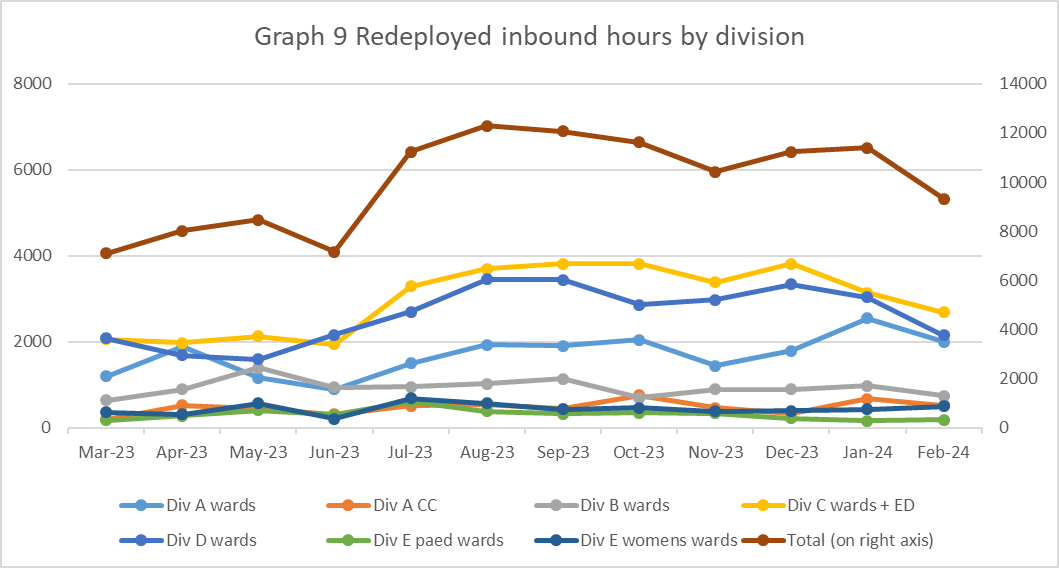 Graph 9 Redeployed inbound hours by division
8000 14000
12000
6000
10000
8000
4000
6000
4000
2000
2000
0 0
Mar-23 Apr-23 May-23 Jun-23 Jul-23 Aug-23 Sep-23 Oct-23 Nov-23 Dec-23 Jan-24 Feb-24
Div A wards Div A CC Div B wards Div C wards + ED
Div D wards Div E paed wards Div E womens wards Total (on right axis)